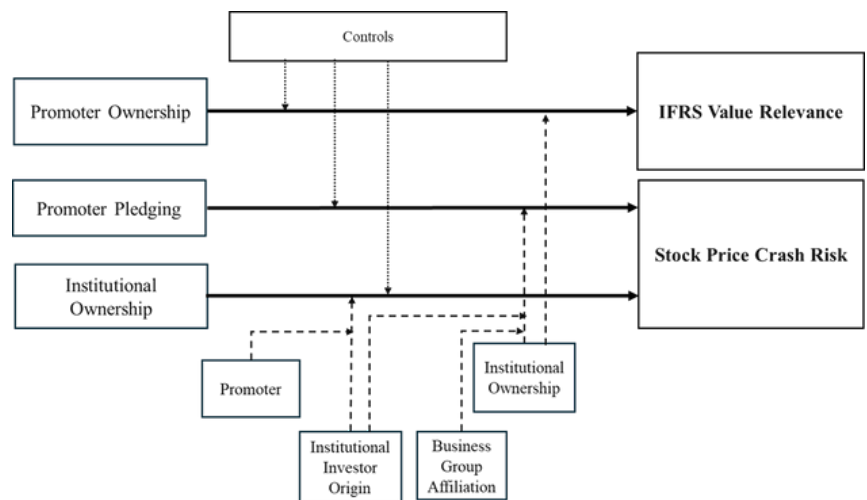 Controls
Promoter Ownership
IFRS Value Relevance
Promoter Pledging
Stock Price Crash Risk
Institutional
Ownership
Promoter
Institutional
Ownership
Institutional
Investor
Origin
Business
Group
Affiliation